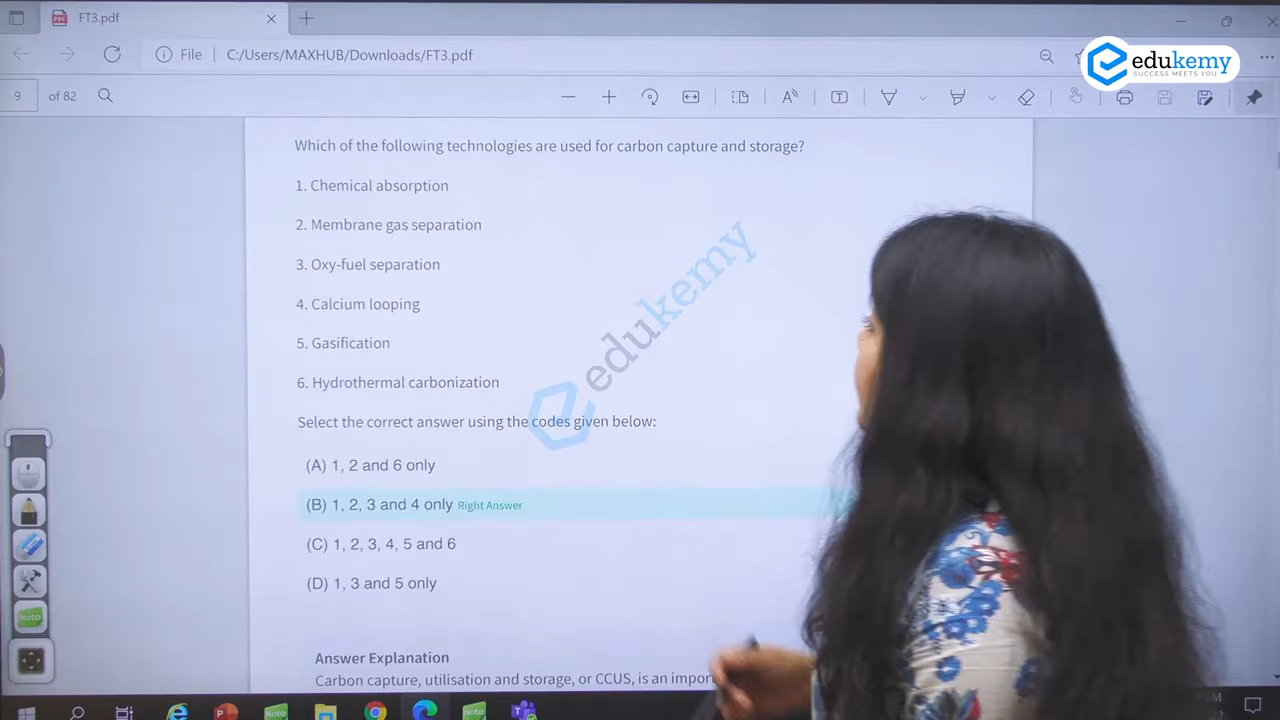 FT3.pdf
File C:/Users/MAXHUB/Downloads/FT3.pdf
edukemy
SUCCESS MEETS YOU
9 of 82
Which of the following technologies are used for carbon capture and storage?
1. Chemical absorption
2. Membrane gas separation
3. Oxy-fuel separation
4. Calcium looping
5. Gasification
6. Hydrothermal carbonization
edukemy
Select the correct answer using the codes given below:
(A) 1, 2 and 6 only
(B) 1, 2, 3 and 4 only Right Answer
(C) 1, 2, 3, 4, 5 and 6
(D) 1, 3 and 5 only
Answer Explanation
Carbon capture, utilisation and storage, or CCUS, is an
Note